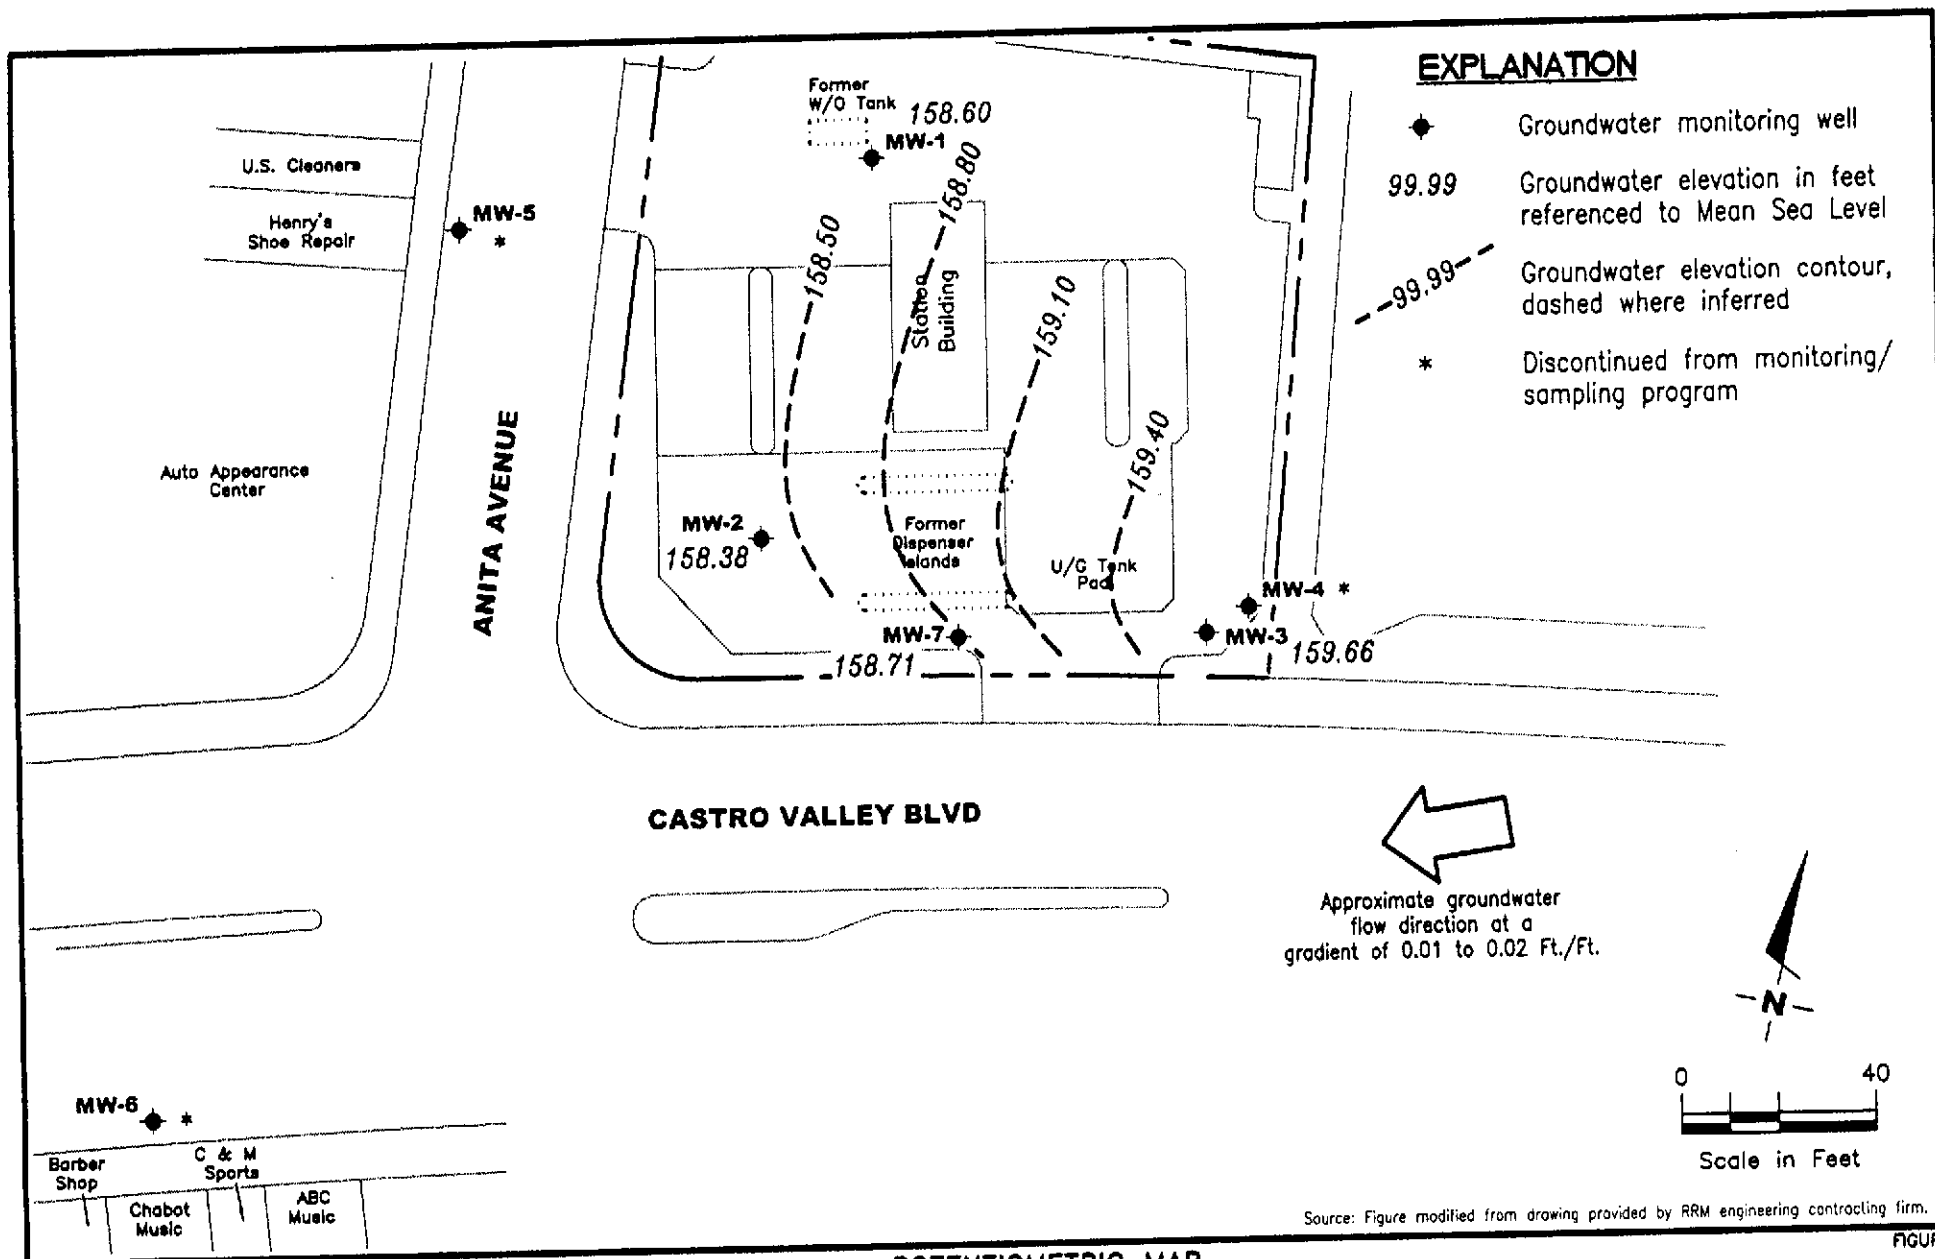 EXPLANATION
Groundwater monitoring well
99.99
Groundwater elevation in feet
referenced to Mean Sea Level
99.99
Groundwater elevation contour,
dashed where inferred
*
Discontinued from monitoring/
sampling program
Former
W/O Tank
158.60
MW-1
U.S. Cleaners
Henry's
Shoe Repair
MW-5
*
158.50
158.80
159.10
159.40
Station
Building
Auto Appearance
Center
ANITA AVENUE
MW-2
158.38
Former
Dispenser
Islands
U/G Tank
Pad
MW-4 *
MW-3
159.66
MW-7
158.71
CASTRO VALLEY BLVD
Approximate groundwater
flow direction at a
gradient of 0.01 to 0.02 Ft./Ft.
N
0 40
Scale in Feet
MW-6
*
Barber
Shop
C & M
Sports
Chabot
Music
ABC
Music
Source: Figure modified from drawing provided by RRM engineering contracting firm.
POTENTIOMETRIC MAP